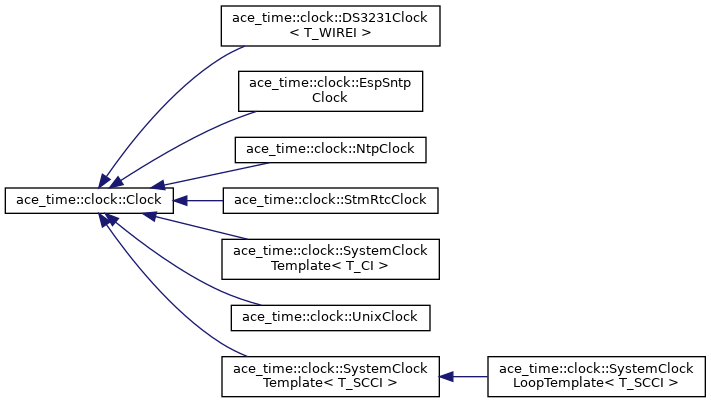 ace_time::clock::DS3231Clock
< T_WIREI >
ace_time::clock::EspSntp
Clock
ace_time::clock::NtpClock
ace_time::clock::Clock
ace_time::clock::StmRtcClock
ace_time::clock::SystemClock
Template< T_CI >
ace_time::clock::UnixClock
ace_time::clock::SystemClock
Template< T_SCCI >
ace_time::clock::SystemClock
LoopTemplate< T_SCCI >